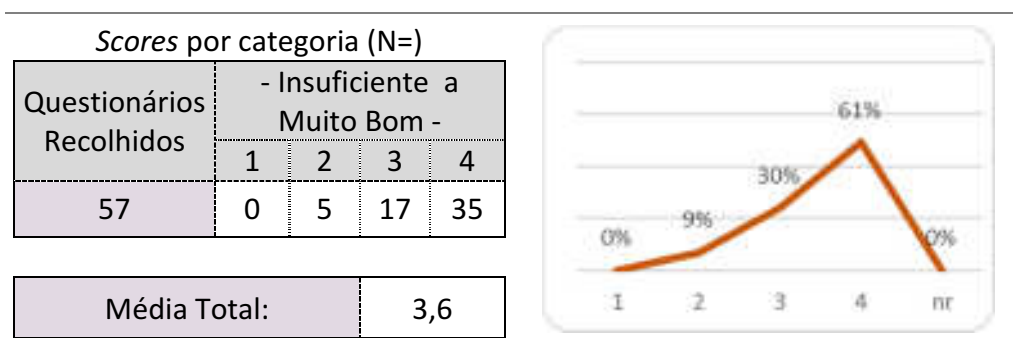 Scores por categoria (N=)
Questionários Recolhidos
- Insuficiente a
Muito Bom -
1 2 3 4
57 0 5 17 35
Média Total: 3,6
61%
30%
9%
0% 0%
1 2 3 4 nr